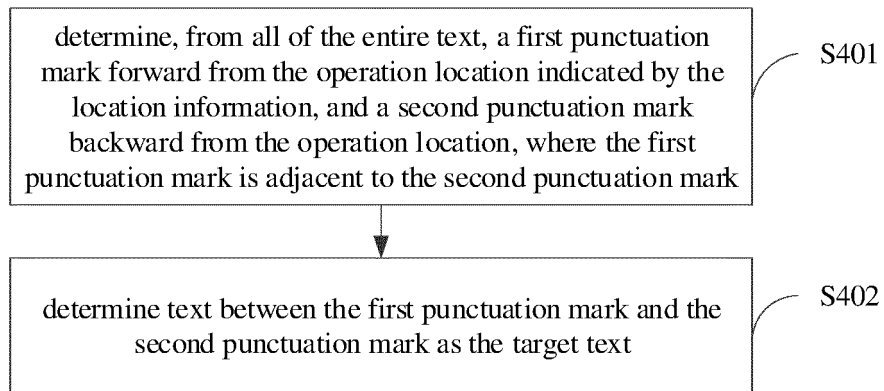 determine, from all of the entire text, a first punctuation
mark forward from the operation location indicated by the
location information, and a second punctuation mark
backward from the operation location, where the first
punctuation mark is adjacent to the second punctuation mark
S401
determine text between the first punctuation mark and the
second punctuation mark as the target text
S402